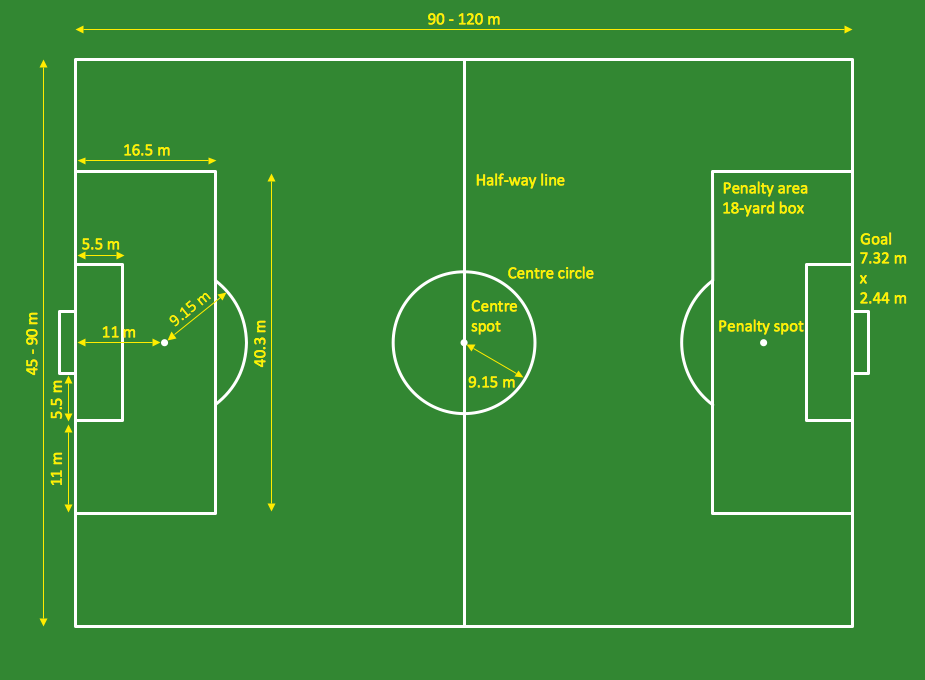 90 - 120 m
16.5 m
Half-way line
Penalty area
18-yard box
5.5 m
Goal
7.32 m
x
2.44 m
Centre circle
9.15 m
Centre
spot
45 - 90 m
11 m
40.3 m
Penalty spot
9.15 m
5.5 m
11 m